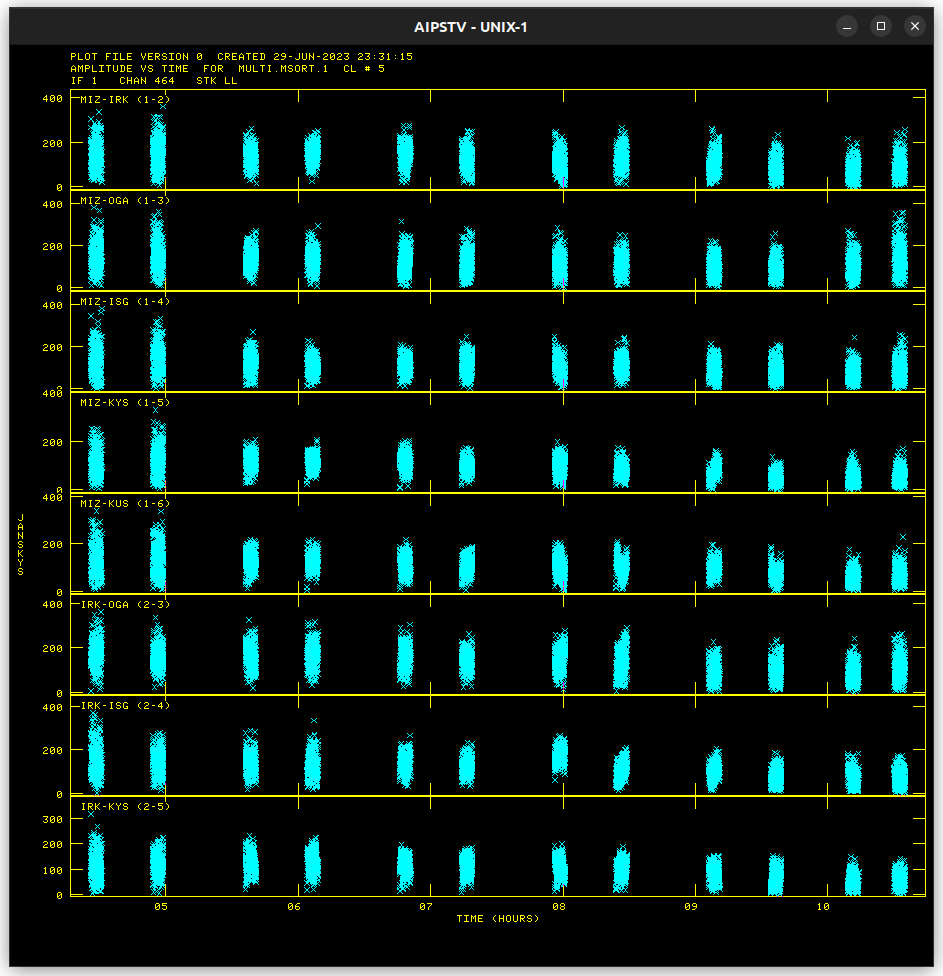 AIPSTV - UNIX-1
PLOT FILE VERSION 0 CREATED 29-JUN-2023 23:31:15
AMPLITUDE VS TIME FOR MULTI.MSORT.1 CL # 5
IF 1 CHAN 464 STK LL
400
MIZ-IRK (1-2)
200
0
400
MIZ-OGA (1-3)
200
0
400
MIZ-ISG (1-4)
200
0
400
MIZ-KYS (1-5)
200
0
400
MIZ-KUS (1-6)
JANSKYS
200
0
400
IRK-OGA (2-3)
200
0
400
IRK-ISG (2-4)
200
0
IRK-KYS (2-5)
300
200
100
0
05 06 07 08 09 10
TIME (HOURS)